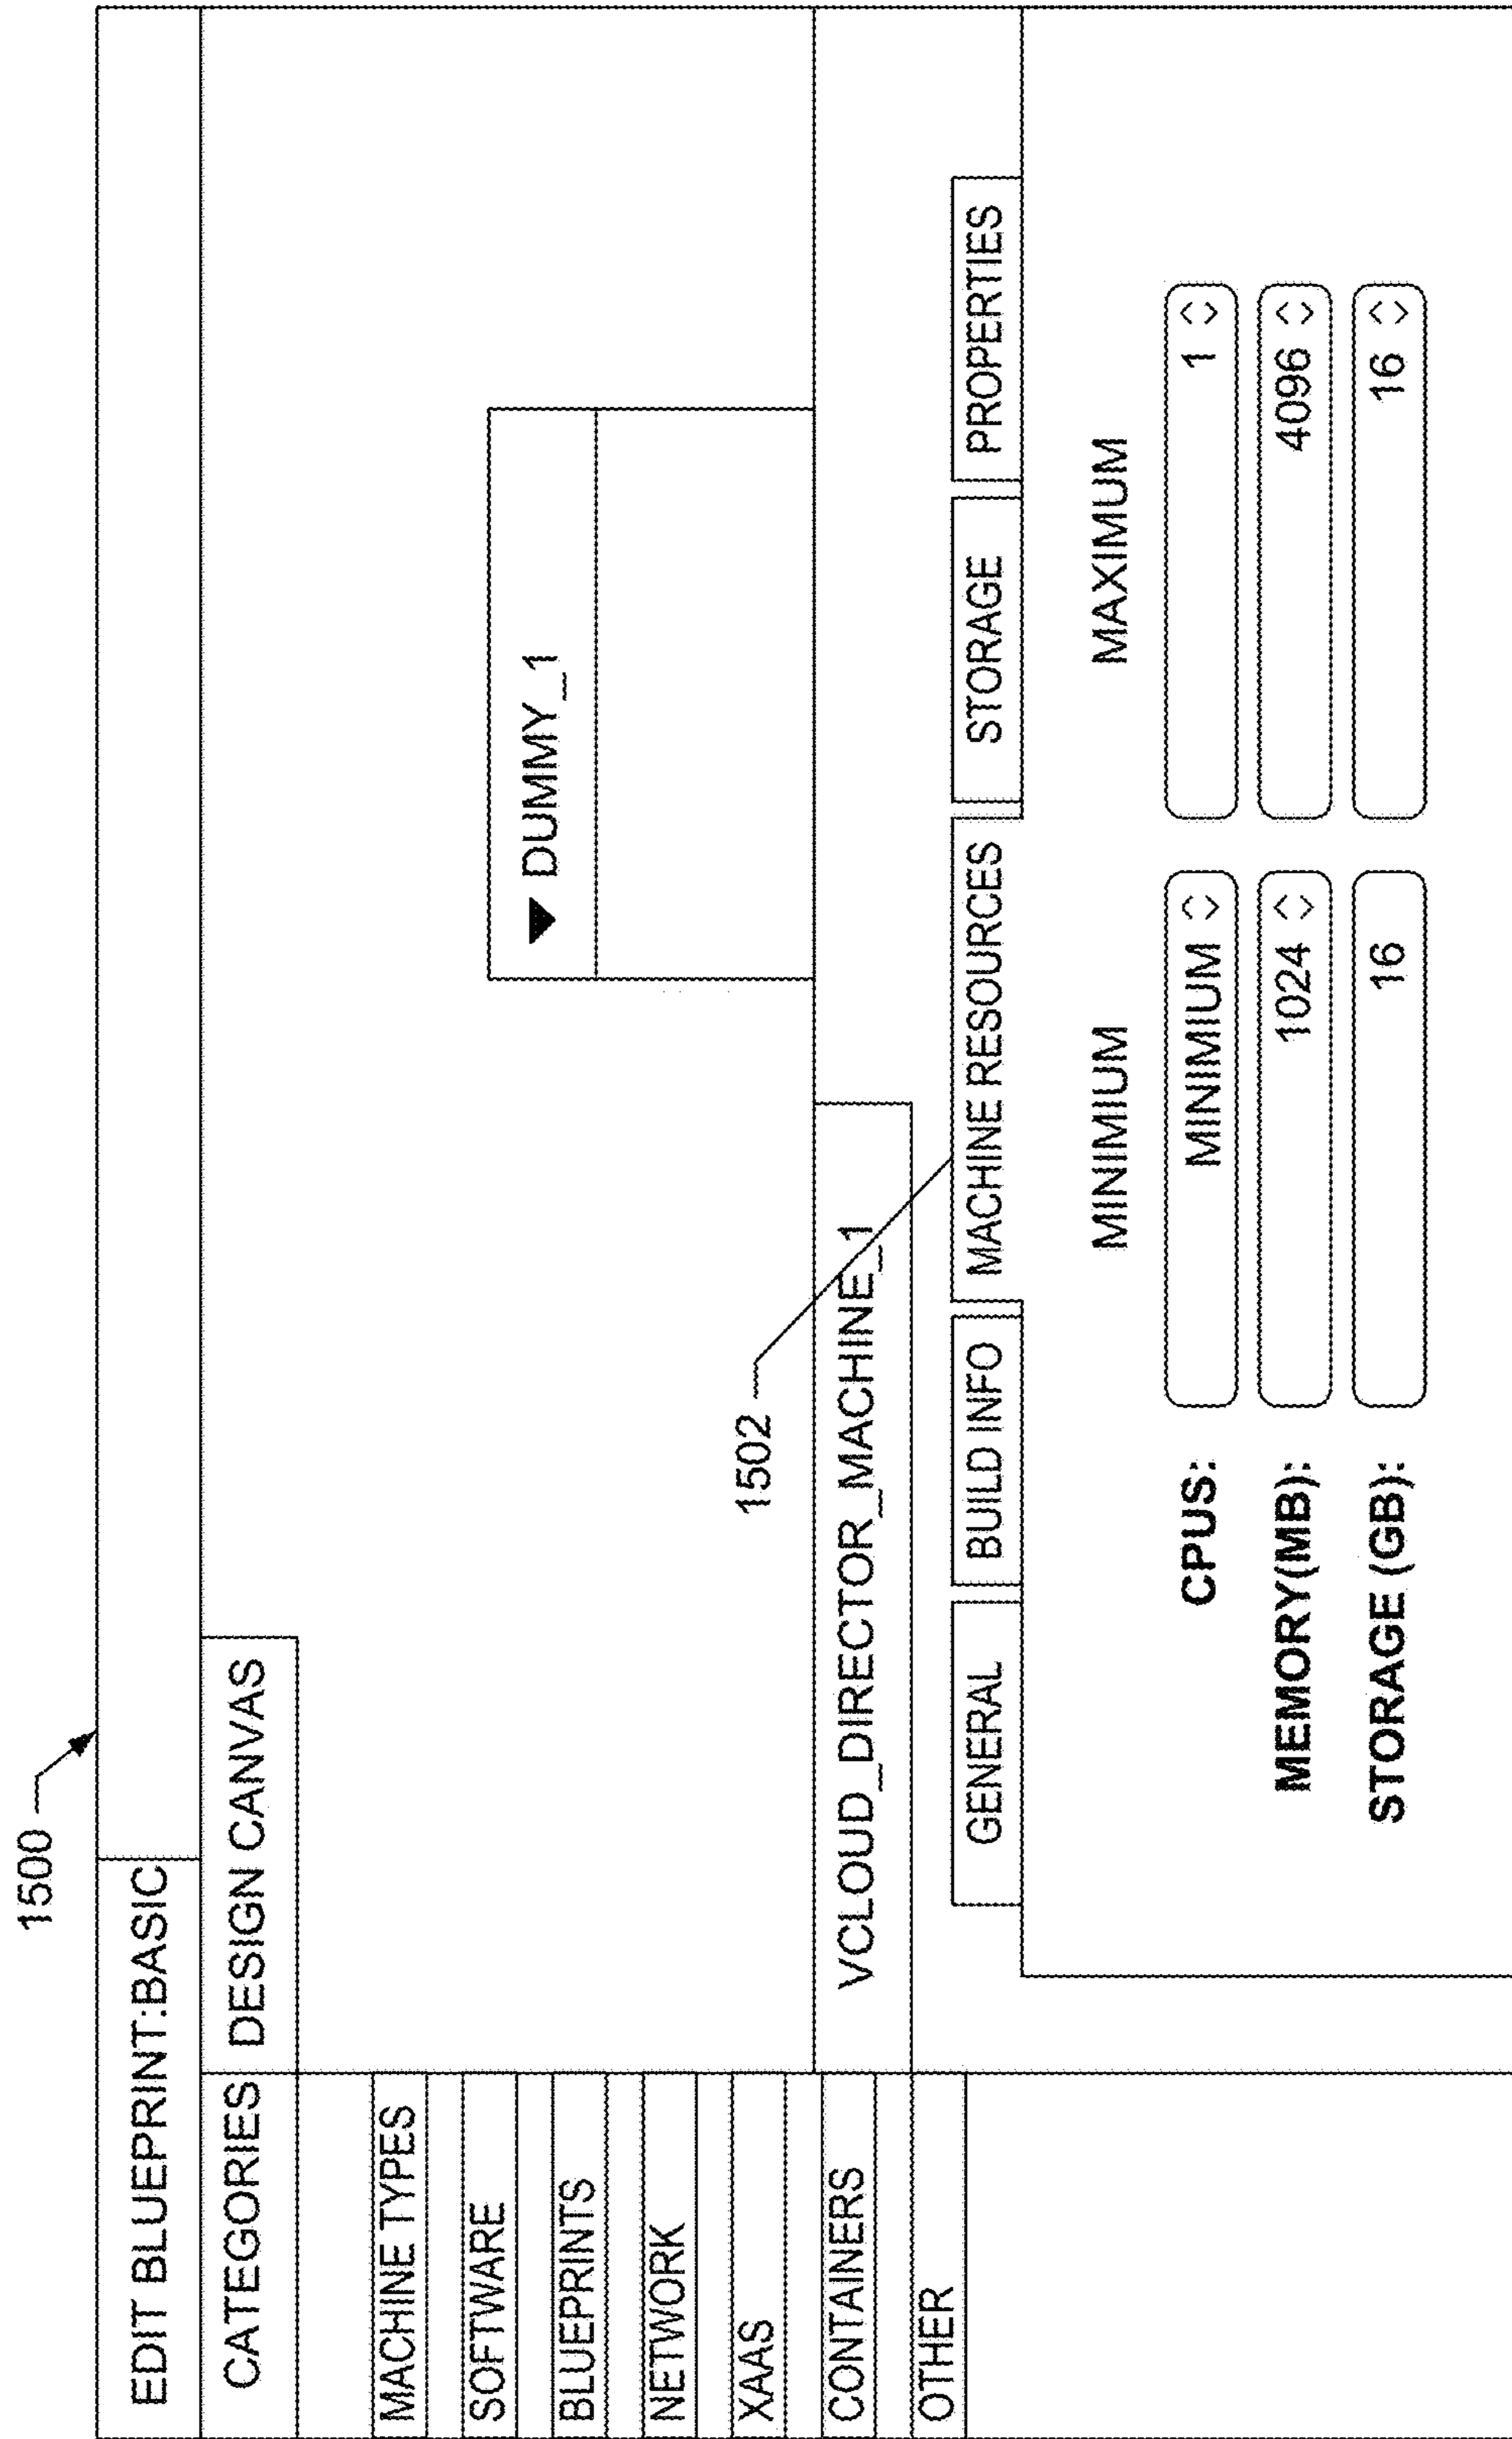 1500
EDIT BLUEPRINT:BASIC
CATEGORIES
DESIGN CANVAS
MACHINE TYPES
SOFTWARE
BLUEPRINTS
NETWORK
XAAS
CONTAINERS
OTHER
▼ DUMMY_1
1502
VCLOUD_DIRECTOR_MACHINE_1
GENERAL
BUILD INFO
MACHINE RESOURCES
STORAGE
PROPERTIES
MINIMIUM MAXIMUM
CPUS: MINIMIUM 1
MEMORY(MB): 1024 4096
STORAGE (GB): 16 16